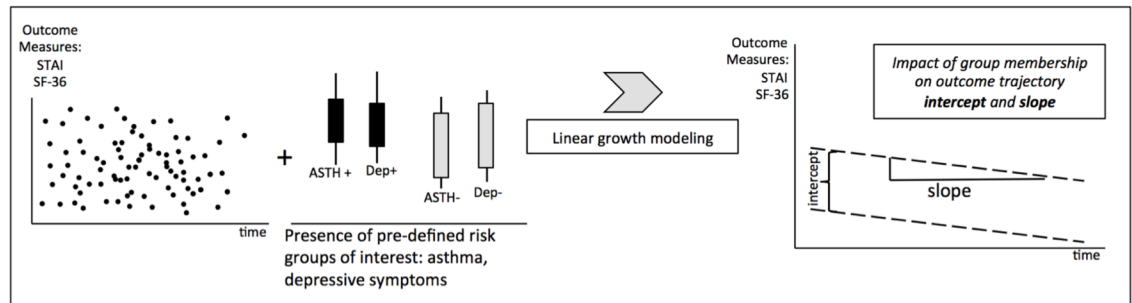 Outcome
Measures:
STAI
SF-36
time
+
ASTH +
Dep+
ASTH-
Dep-
Presence of pre-defined risk
groups of interest: asthma,
depressive symptoms
Linear growth modeling
Outcome
Measures:
STAI
SF-36
Impact of group membership
on outcome trajectory
intercept and slope
intercept
slope
time